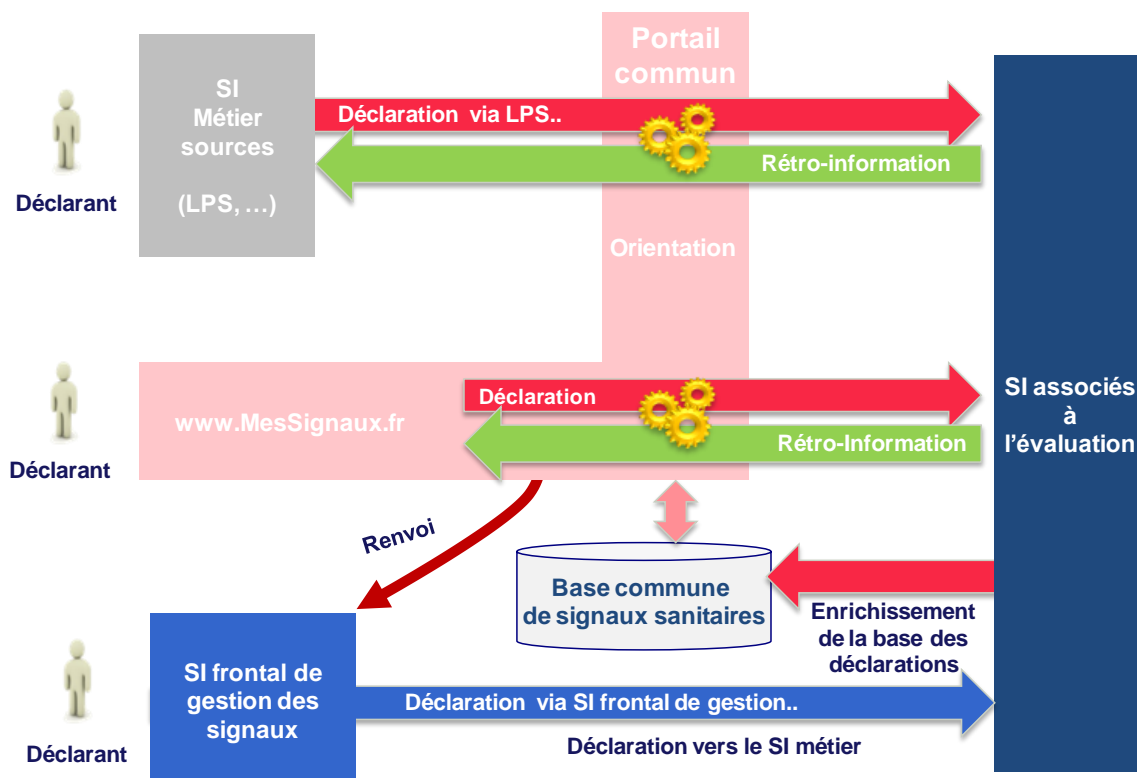 Portail
commun
SI
Métier
sources
(LPS, …)
Déclarant
Déclaration via LPS..
Rétro-information
Orientation
Déclarant
www.MesSignaux.fr
Déclaration
Rétro-Information
SI associés
à
l’évaluation
Renvoi
Base commune
de signaux sanitaires
Enrichissement
de la base des
déclarations
Déclarant
SI frontal de
gestion des
signaux
Déclaration via SI frontal de gestion..
Déclaration vers le SI métier